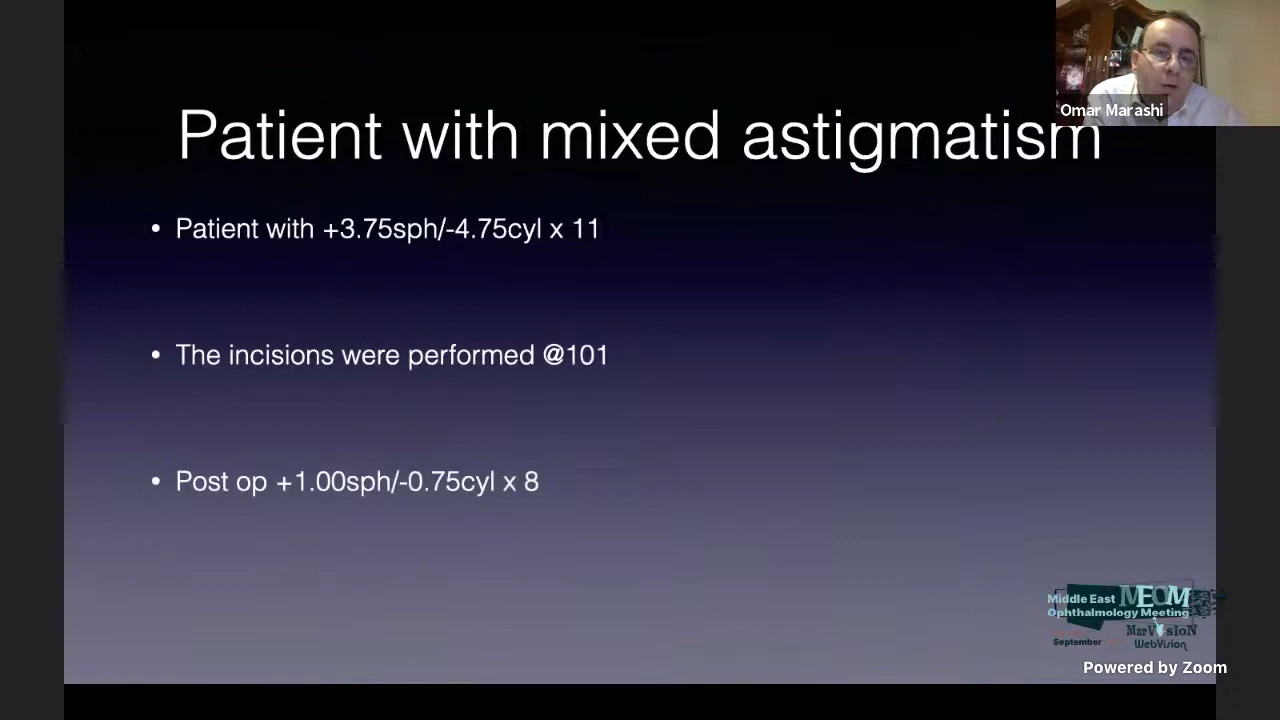 Omar Marashi
Patient with mixed astigmatism
• Patient with +3.75sph/-4.75cyl x 11
• The incisions were performed @101
• Post op +1.00sph/-0.75cyl x 8
Middle East MEOM
Ophthalmology Meeting
MarVision
September
WebVision
Powered by Zoom